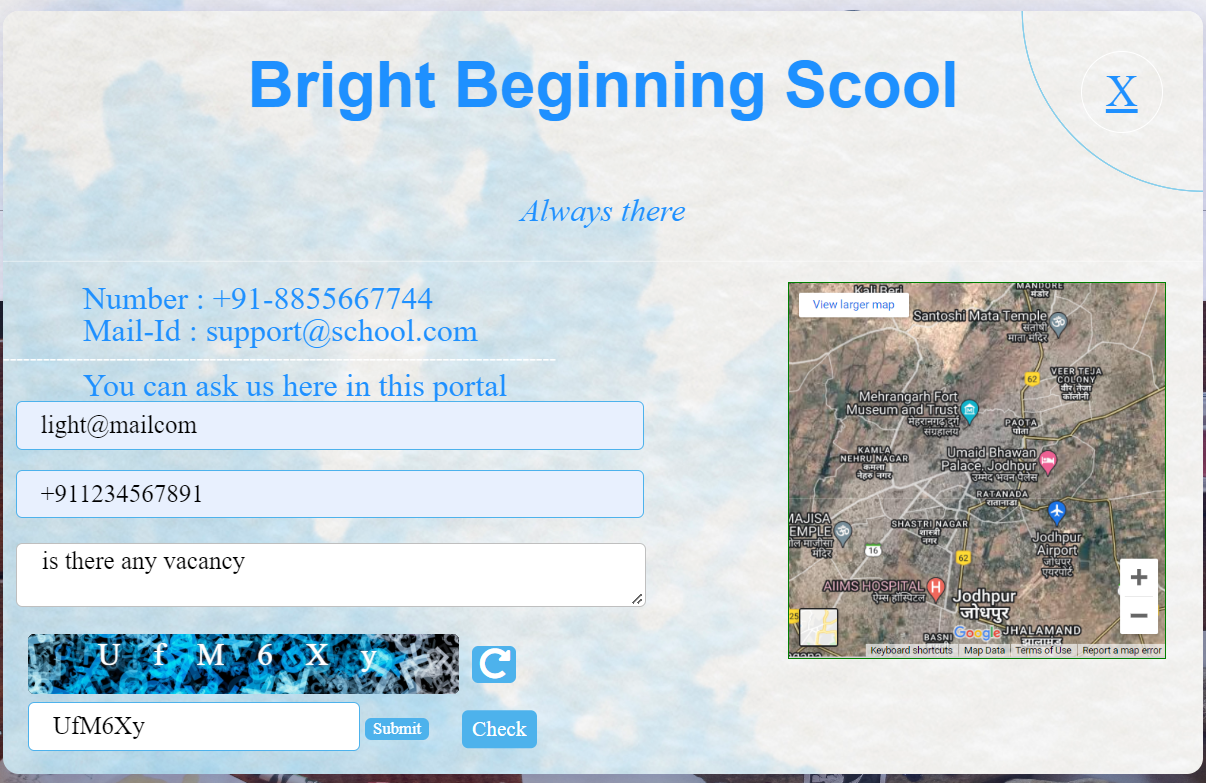 Bright Beginning Scool
X
Always there
Number : +91-8855667744
Mail-Id : support@school.com
You can ask us here in this portal
light@mailcom
+911234567891
is there any vacancy
U f M 6 X y
UfM6Xy
Submit
Check
View larger map
Kali Beri
MANDORE
मंडोर
Santoshi Mata Temple
संतोषी
माता मंदिर
62
VEER TEJA
COLONY
वीर तेजा
कॉलोनी
Mehrangarh Fort
Museum and Trust
मेहरानगढ़ दुर्ग
संग्रहालय
PAOTA
पोता
KAMLA
NEHRU NAGAR
कमला
नेहरु नगर
Umaid Bhawan
Palace, Jodhpur
उम्मेद भवन पैलेस
RATANADA
रातानाडा
MAJISA
TEMPLE
मंदिर
SHASTRI NAGAR
शास्त्री
नगर
Jodhpur
Airport
जोधपुर
एयरपोर्ट
16
62
AIIMS HOSPITAL
ऐम्स हॉस्पिटल
H
Jodhpur
जोधपुर
25
BASNI
Google
JHALAMAND
झालामंड
+
−
Keyboard shortcuts
Map Data
Terms of Use
Report a map error